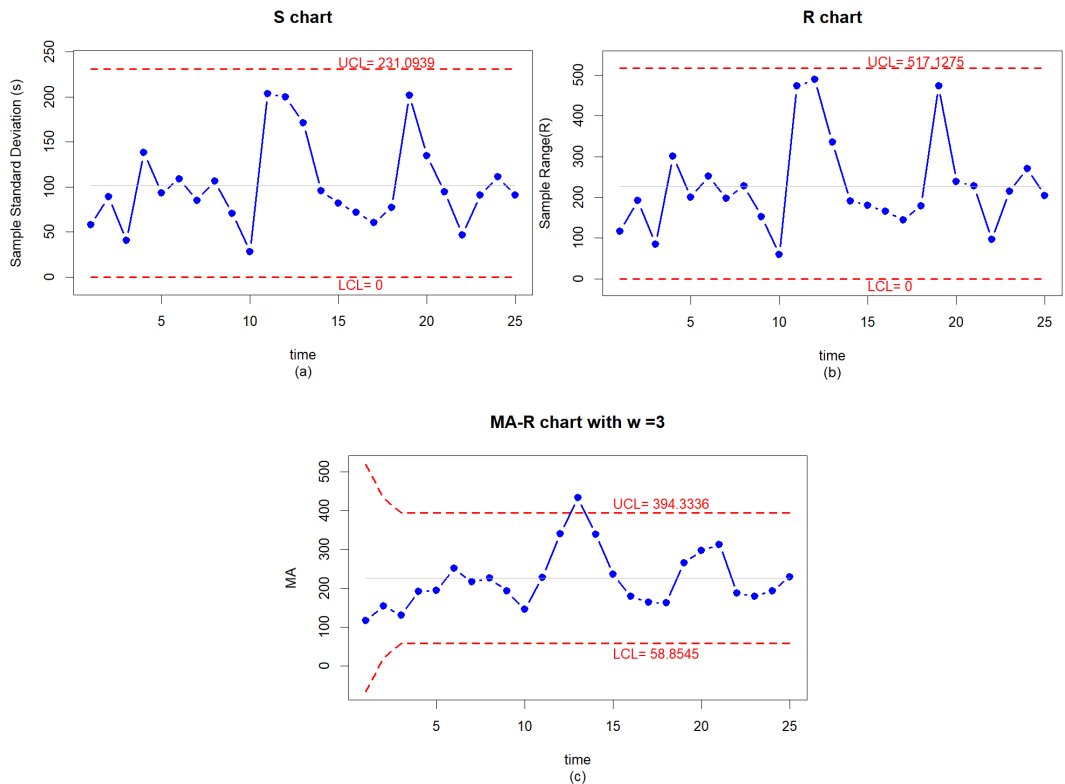 S chart
Sample Standard Deviation (s)
250
200
150
100
50
0
UCL= 231.0939
LCL= 0
5 10 15 20 25
time
(a)
R chart
Sample Range(R)
500
400
300
200
100
0
UCL= 517.1275
LCL= 0
5 10 15 20 25
time
(b)
MA-R chart with w =3
MA
500
400
300
200
100
0
UCL= 394.3336
LCL= 58.8545
5 10 15 20 25
time
(c)